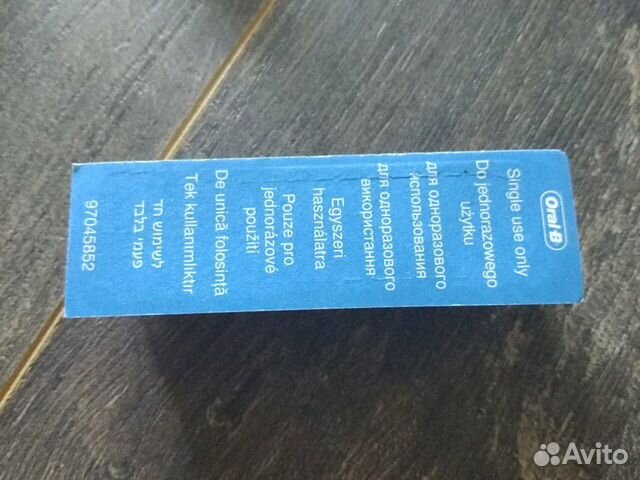 Oral-B
Single use only
Do jednorazowego
użytku
для одноразового
использования
для одноразового
використання
Egyszeri
használatra
Pouze pro
jednorázové
použití
De unică folosință
Tek kullanımlıktır
לשימוש חד
פעמי בלבד
97045852
Avito